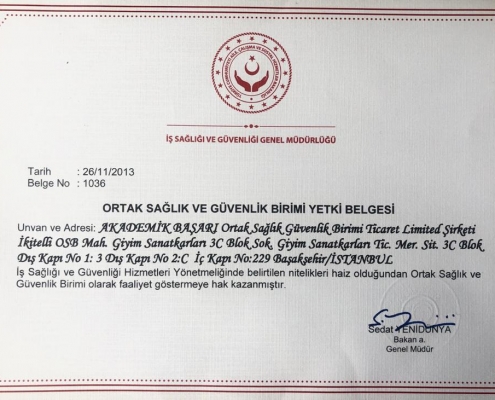 İŞ SAĞLIĞI VE GÜVENLİĞİ GENEL MÜDÜRLÜĞÜ
Tarih : 26/11/2013
Belge No : 1036
ORTAK SAĞLIK VE GÜVENLİK BİRİMİ YETKİ BELGESİ
Unvan ve Adresi: AKADEMİK BAŞARI Ortak Sağlık Güvenlik Birimi Ticaret Limited Şirketi
İkitelli OSB Mah. Giyim Sanatkarları 3C Blok Sok. Giyim Sanatkarları Tic. Mer. Sit. 3C Blok
Dış Kapı No 1: 3 Dış Kapı No 2:C İç Kapı No:229 Başakşehir/İSTANBUL
İş Sağlığı ve Güvenliği Hizmetleri Yönetmeliğinde belirtilen nitelikleri haiz olduğundan Ortak Sağlık ve
Güvenlik Birimi olarak faaliyet göstermeye hak kazanmıştır.
Sedat YENİDÜNYA
Bakan a.
Genel Müdür